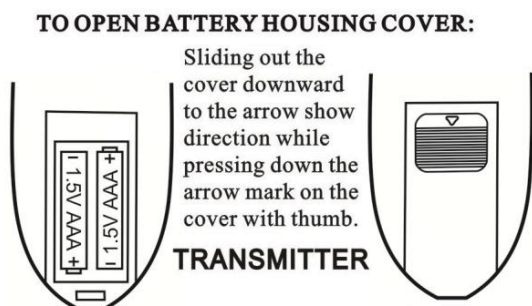 TO OPEN BATTERY HOUSING COVER:
Sliding out the
cover downward
to the arrow show
direction while
pressing down the
arrow mark on the
cover with thumb.
TRANSMITTER
− 1.5V AAA +
− 1.5V AAA +